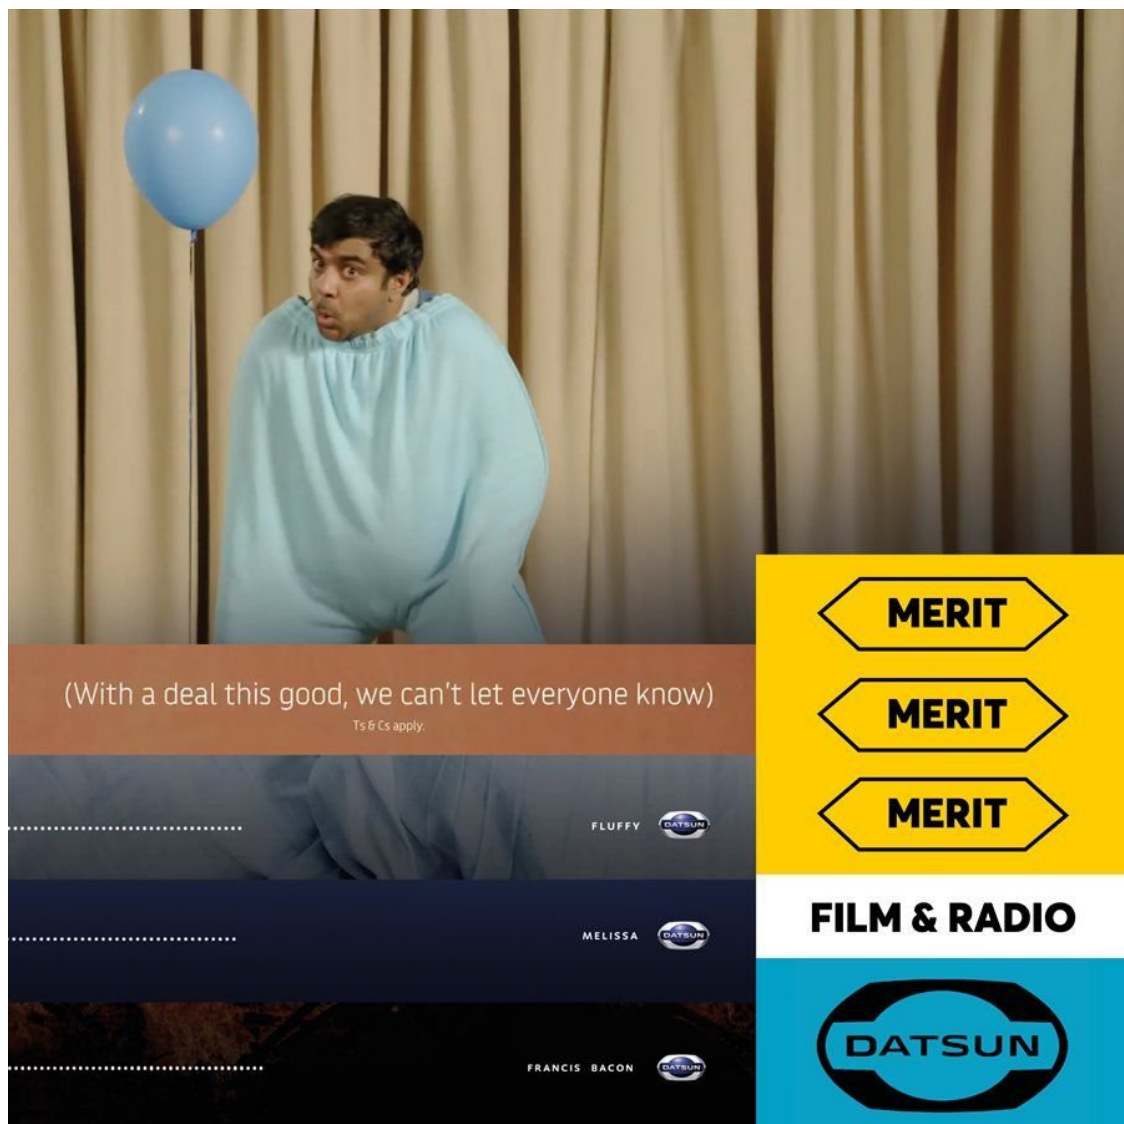 (With a deal this good, we can't let everyone know)
Ts & Cs apply.
FLUFFY DATSUN
MELISSA DATSUN
FRANCIS BACON DATSUN
MERIT
MERIT
MERIT
FILM & RADIO
DATSUN